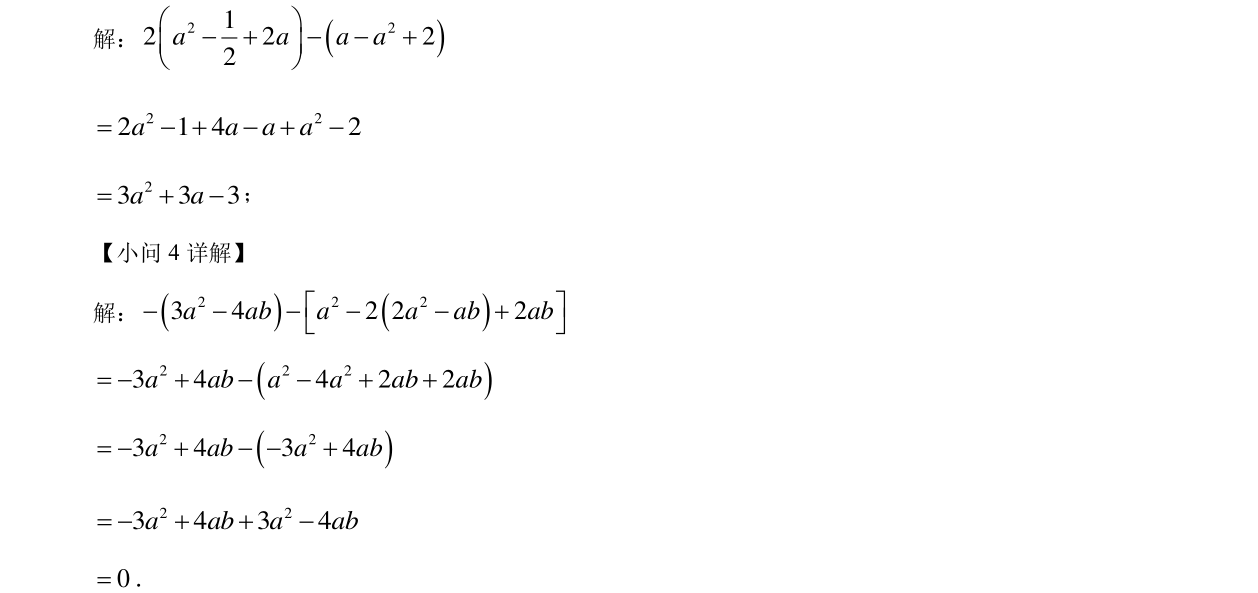 解：2(a² − 1/2 + 2a) − (a − a² + 2)
= 2a² − 1 + 4a − a + a² − 2
= 3a² + 3a − 3；
【小问 4 详解】
解：−(3a² − 4ab) − [a² − 2(2a² − ab) + 2ab]
= −3a² + 4ab − (a² − 4a² + 2ab + 2ab)
= −3a² + 4ab − (−3a² + 4ab)
= −3a² + 4ab + 3a² − 4ab
= 0．